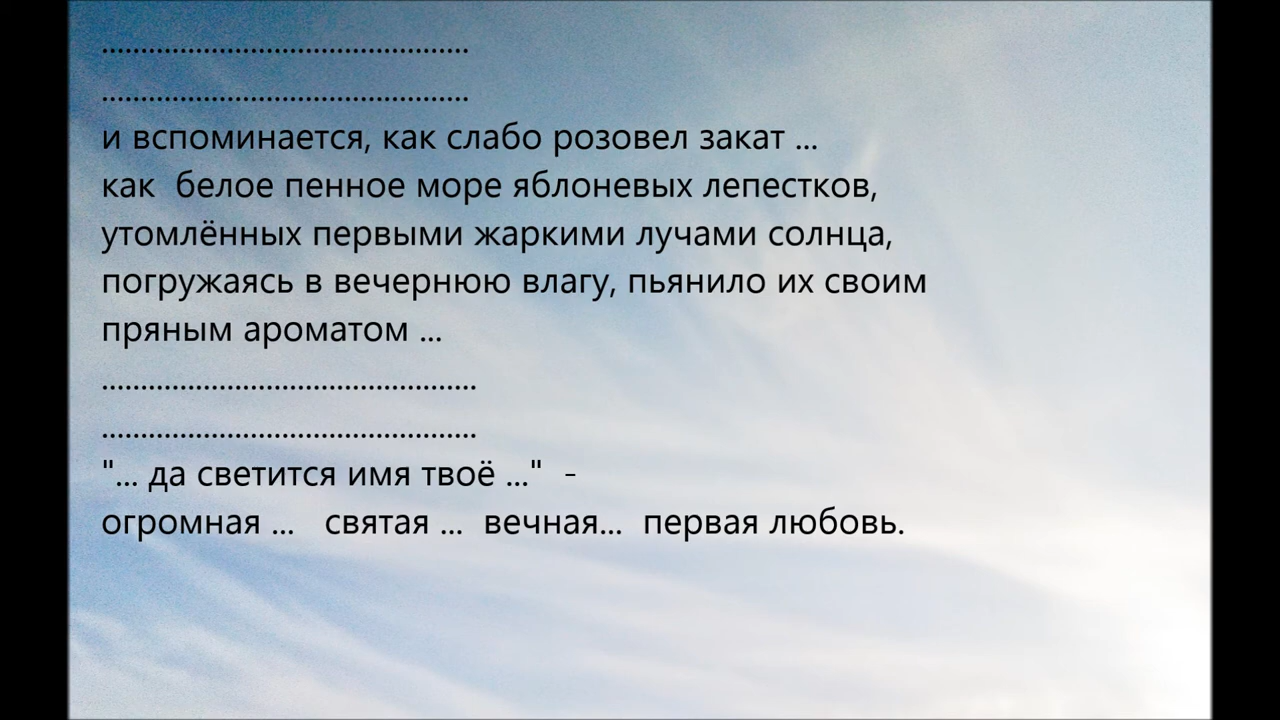 ...............................................
...............................................
и вспоминается, как слабо розовел закат ...
как  белое пенное море яблоневых лепестков,
утомлённых первыми жаркими лучами солнца,
погружаясь в вечернюю влагу, пьянило их своим
пряным ароматом ...
................................................
................................................
"... да светится имя твоё ..."  -
огромная ...   святая ...  вечная...  первая любовь.